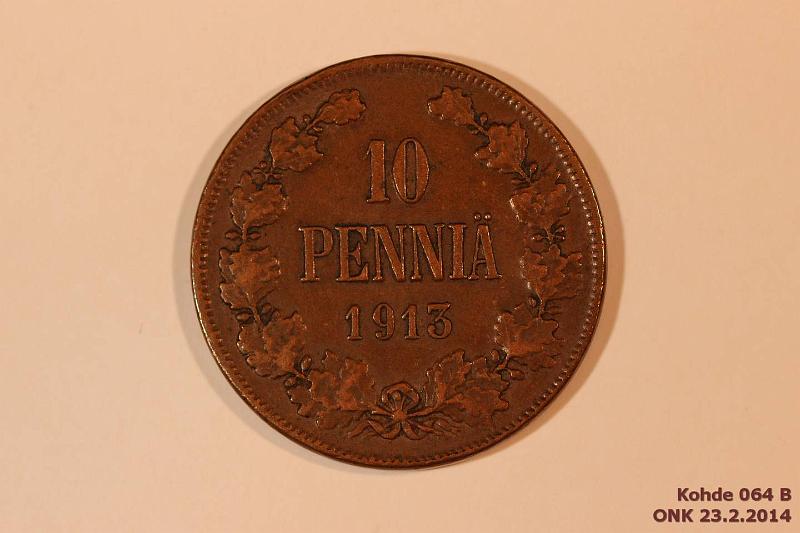 10
PENNIÄ
1913
Kohde 064 B
ONK 23.2.2014